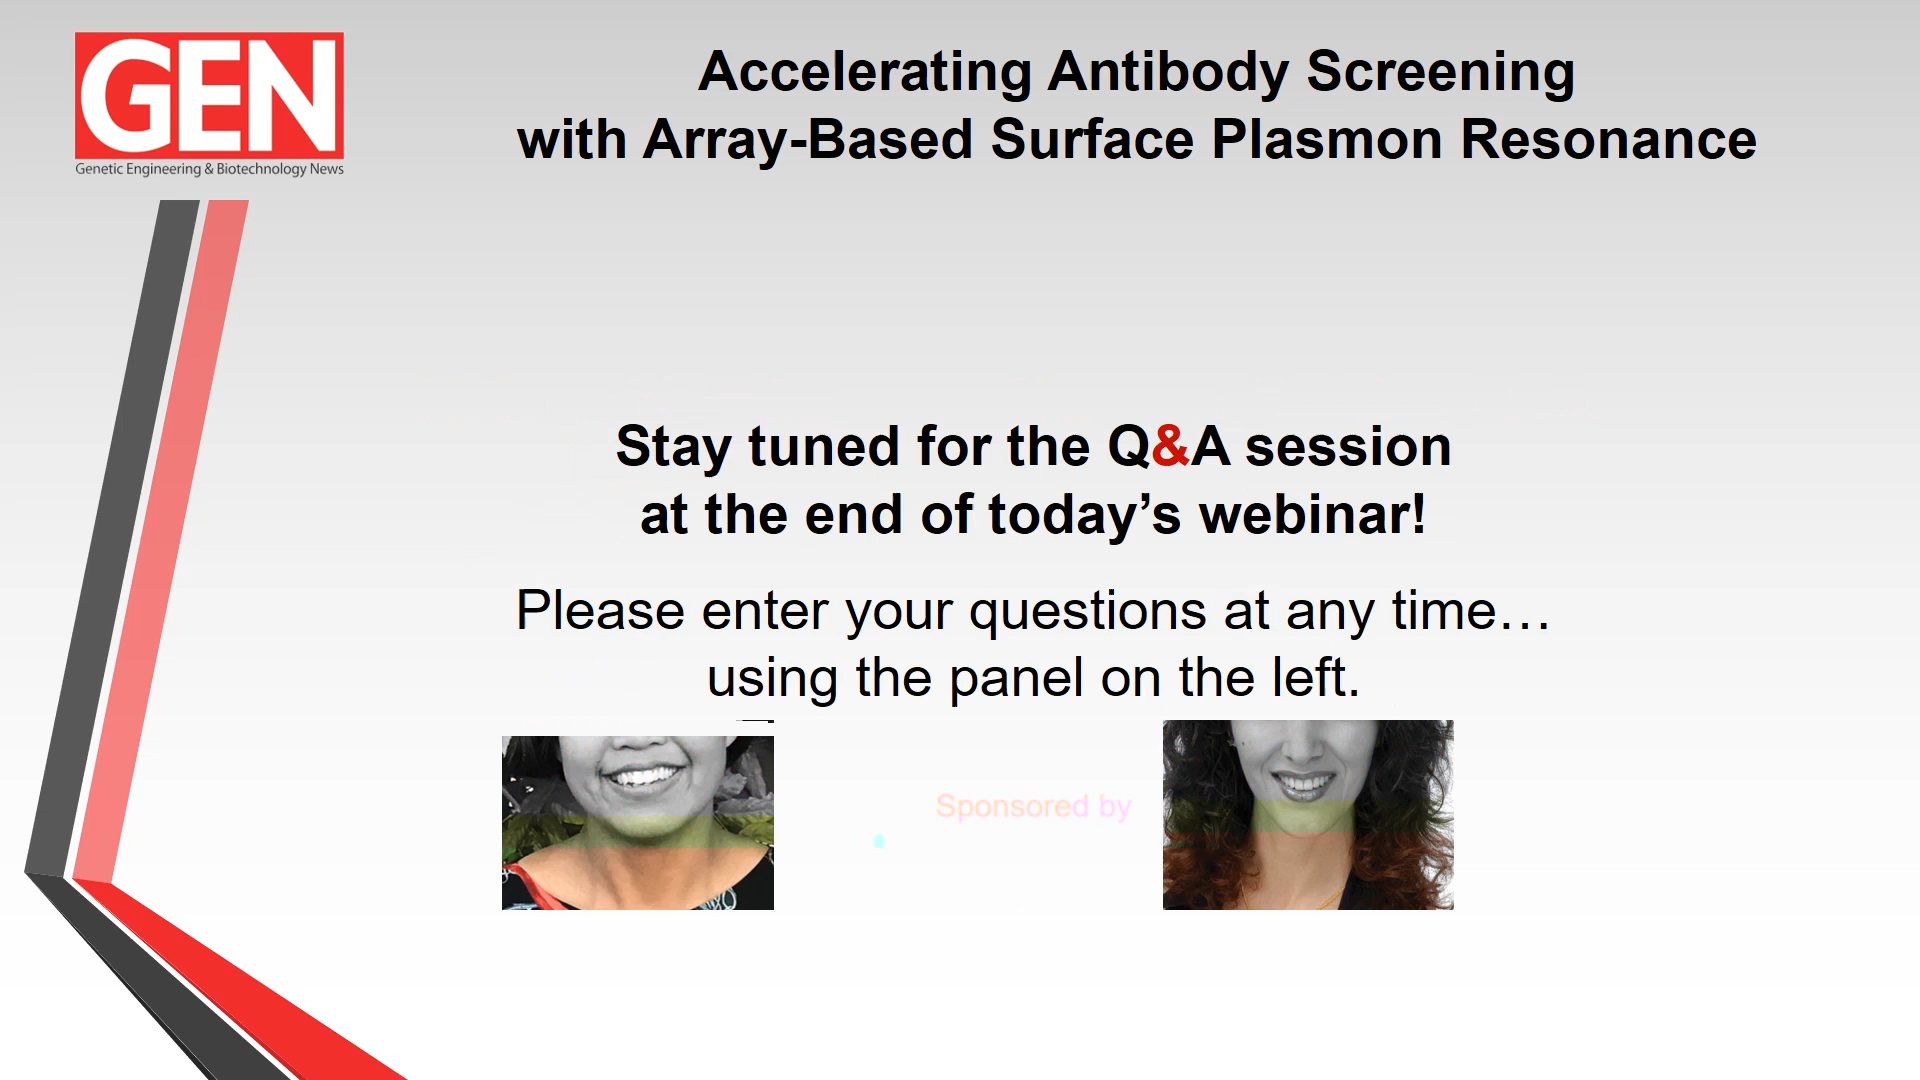 GEN
Genetic Engineering & Biotechnology News
Accelerating Antibody Screening
with Array-Based Surface Plasmon Resonance
Stay tuned for the Q&A session
at the end of today’s webinar!
Please enter your questions at any time…
using the panel on the left.
Sponsored by